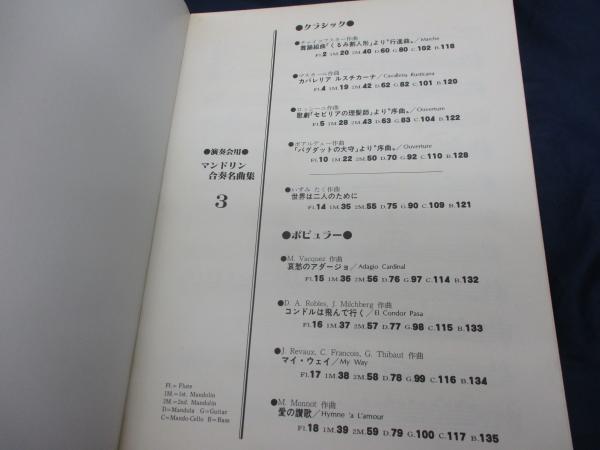 ●演奏会用●
マンドリン
合奏名曲集
3
Fl.=Flute
1M.=1st. Mandolin
2M.=2nd. Mandolin
D=Mandola G=Guitar
C=Mando-Cello B=Bass
●クラシック●
●チャイコフスキー作曲
舞踊組曲「くるみ割人形」より“行進曲„/Marche
Fl.2 1M.20 2M.40 D.60 G.80 C.102 B.118
●マスカーニ作曲
カバレリア ルスチカーナ/Cavalleria Rusticana
Fl.4 1M.19 2M.42 D.62 G.82 C.101 B.120
●ロッシーニ作曲
歌劇「セビリアの理髪師」より“序曲„/Ouverture
Fl.5 1M.28 2M.43 D.63 G.83 C.104 B.122
●ボアルデュー作曲
「バグダットの大守」より“序曲„/Ouverture
Fl.10 1M.22 2M.50 D.70 G.92 C.110 B.128
●いずみ たく作曲
世界は二人のために
Fl.14 1M.35 2M.55 D.75 G.90 C.109 B.121
●ポピュラー●
●M. Vacquez 作曲
哀愁のアダージョ/Adagio Cardinal
Fl.15 1M.36 2M.56 D.76 G.97 C.114 B.132
●D. A. Robles, J. Milchberg 作曲
コンドルは飛んで行く/El Condor Pasa
Fl.16 1M.37 2M.57 D.77 G.98 C.115 B.133
●J. Revaux, C. Francois, G. Thibaut 作曲
マイ・ウェイ/My Way
Fl.17 1M.38 2M.58 D.78 G.99 C.116 B.134
●M. Monnot 作曲
愛の讃歌/Hymne 'a L'amour
Fl.18 1M.39 2M.59 D.79 G.100 C.117 B.135